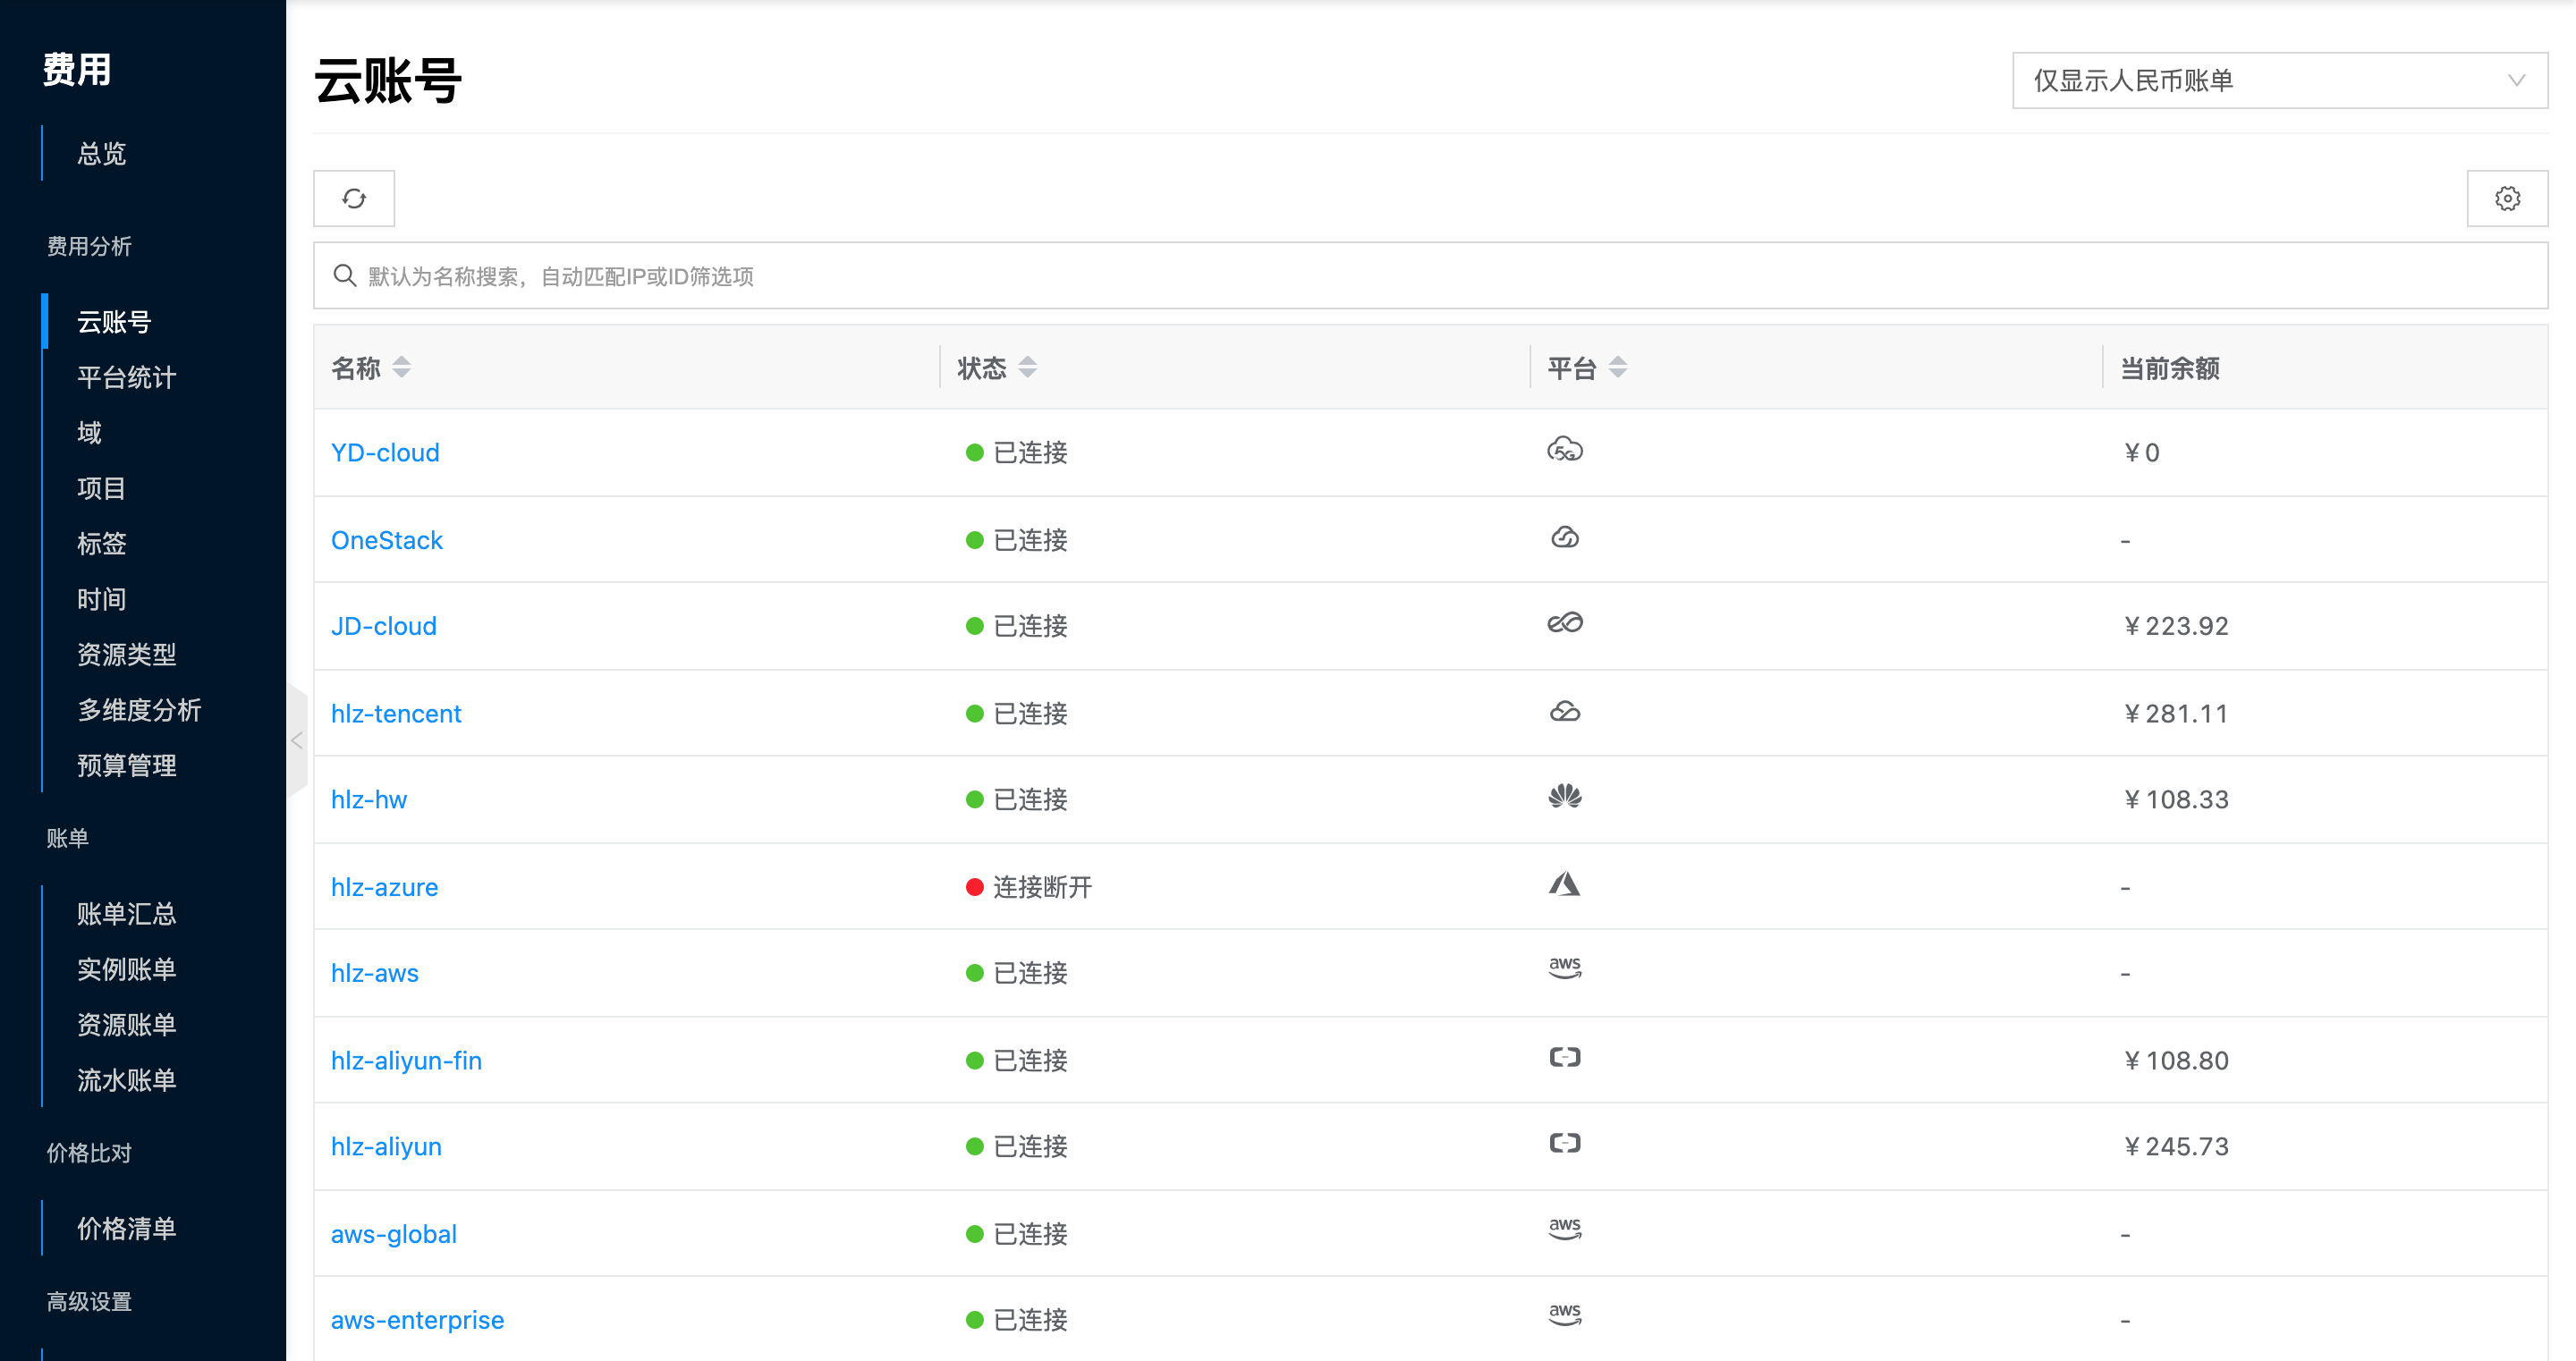 费用
总览
费用分析
云账号
平台统计
域
项目
标签
时间
资源类型
多维度分析
预算管理
账单
账单汇总
实例账单
资源账单
流水账单
价格比对
价格清单
高级设置
云账号
仅显示人民币账单
默认为名称搜索，自动匹配IP或ID筛选项
名称 状态 平台 当前余额
YD-cloud 已连接 5G ¥ 0
OneStack 已连接 -
JD-cloud 已连接 ¥ 223.92
hlz-tencent 已连接 ¥ 281.11
hlz-hw 已连接 ¥ 108.33
hlz-azure 连接断开 -
hlz-aws 已连接 aws -
hlz-aliyun-fin 已连接 ¥ 108.80
hlz-aliyun 已连接 ¥ 245.73
aws-global 已连接 aws -
aws-enterprise 已连接 aws -